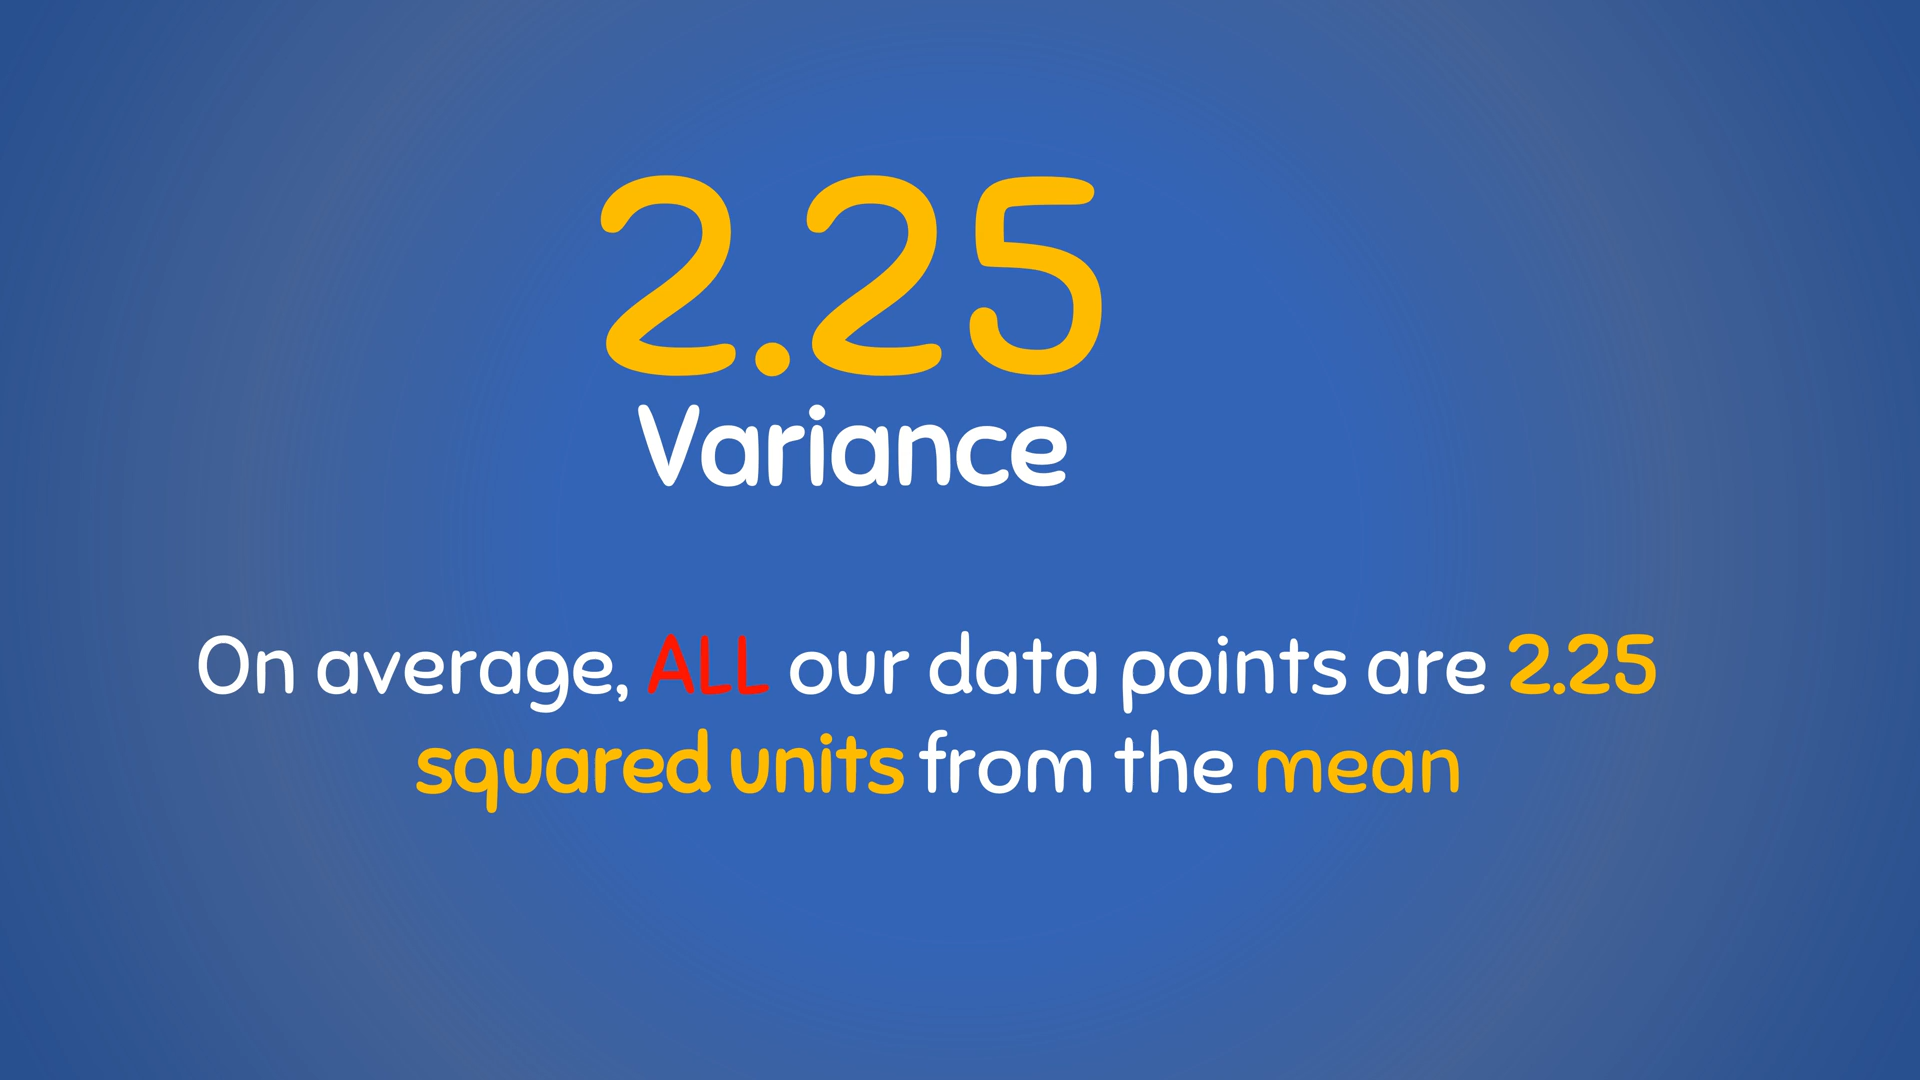 2.25
Variance
On average, ALL our data points are 2.25
squared units from the mean